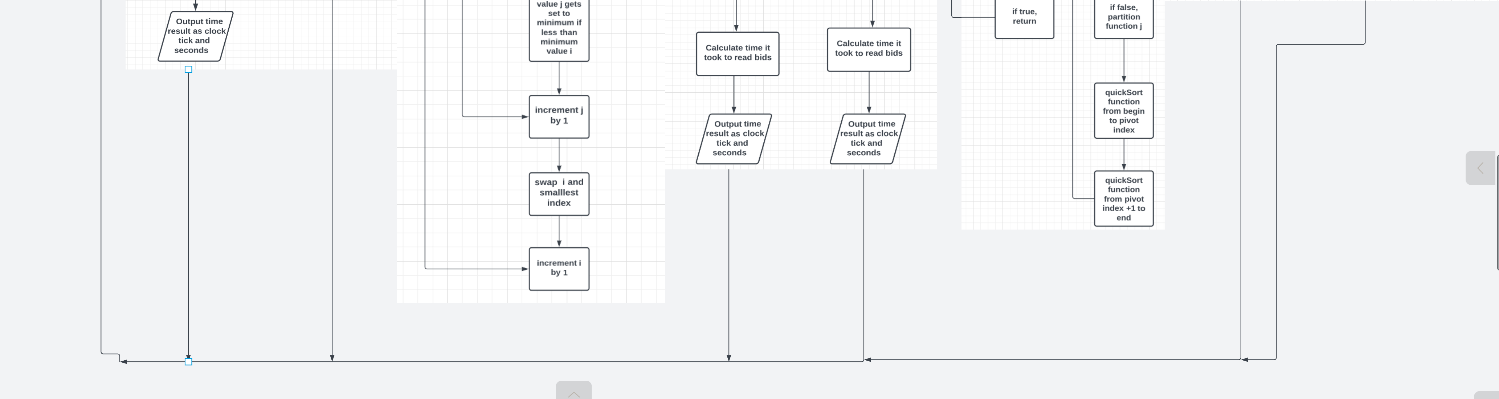 Output time
result as clock
tick and
seconds
value j gets
set to
minimum if
less than
minimum
value i
increment j
by 1
swap i and
smalllest
index
increment i
by 1
Calculate time it
took to read bids
Output time
result as clock
tick and
seconds
Calculate time it
took to read bids
Output time
result as clock
tick and
seconds
if true,
return
if false,
partition
function j
quickSort
function
from begin
to pivot
index
quickSort
function
from pivot
index +1 to
end